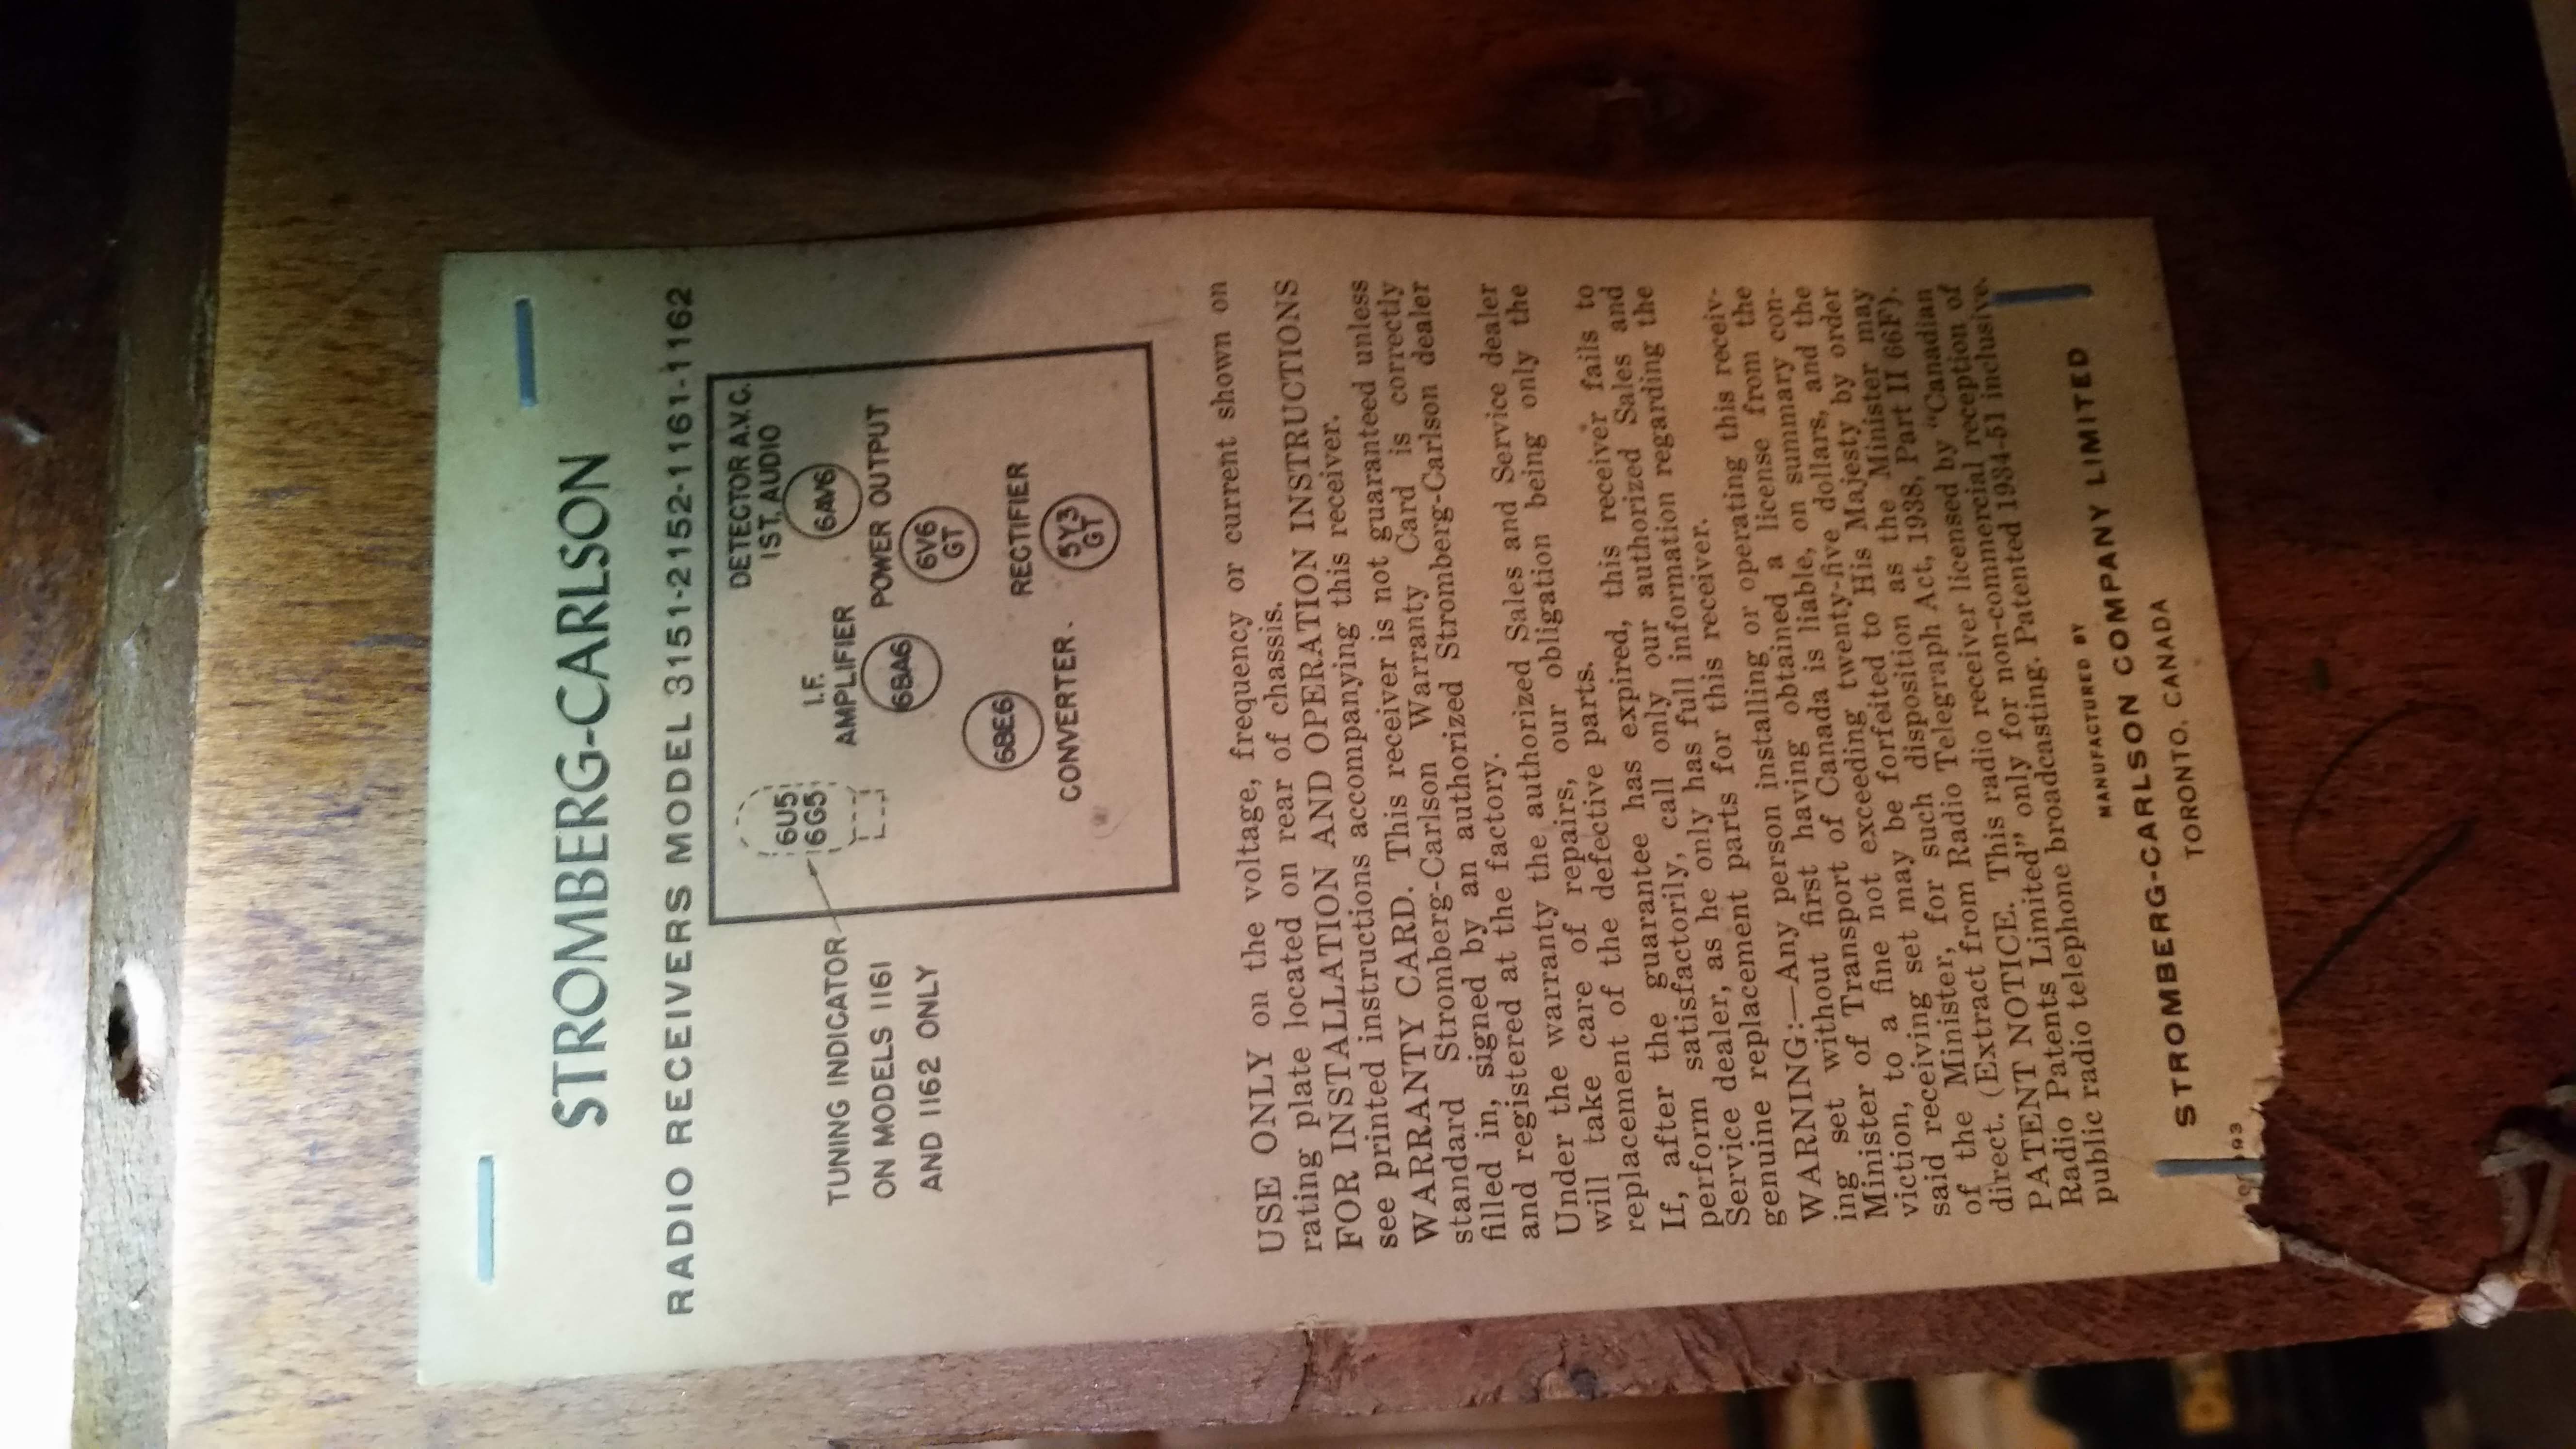 STROMBERG-CARLSON
RADIO RECEIVERS MODEL 3151-2152-1161-1162
DETECTOR A.V.C.
1ST. AUDIO
6AV6
6U5
6G5
I.F.
AMPLIFIER
6BA6
POWER OUTPUT
6V6
GT
TUNING INDICATOR
ON MODELS 1161
AND 1162 ONLY
6BE6
CONVERTER.
RECTIFIER
5Y3
GT
USE ONLY on the voltage, frequency or current shown on
rating plate located on rear of chassis.
FOR INSTALLATION AND OPERATION INSTRUCTIONS
see printed instructions accompanying this receiver.
WARRANTY CARD. This receiver is not guaranteed unless
standard Stromberg-Carlson Warranty Card is correctly
filled in, signed by an authorized Stromberg-Carlson dealer
and registered at the factory.
Under the warranty the authorized Sales and Service dealer
will take care of repairs, our obligation being only the
replacement of the defective parts.
If, after the guarantee has expired, this receiver fails to
perform satisfactorily, call only our authorized Sales and
Service dealer, as he only has full information regarding the
genuine replacement parts for this receiver.
WARNING:—Any person installing or operating this receiv-
ing set without first having obtained a license from the
Minister of Transport of Canada is liable, on summary con-
viction, to a fine not exceeding twenty-five dollars, and the
said receiving set may be forfeited to His Majesty by order
of the Minister, for such disposition as the Minister may
direct. (Extract from Radio Telegraph Act, 1938, Part II 66F).
PATENT NOTICE. This radio receiver licensed by "Canadian
Radio Patents Limited" only for non-commercial reception of
public radio telephone broadcasting. Patented 1934-51 inclusive.
MANUFACTURED BY
STROMBERG-CARLSON COMPANY LIMITED
TORONTO, CANADA